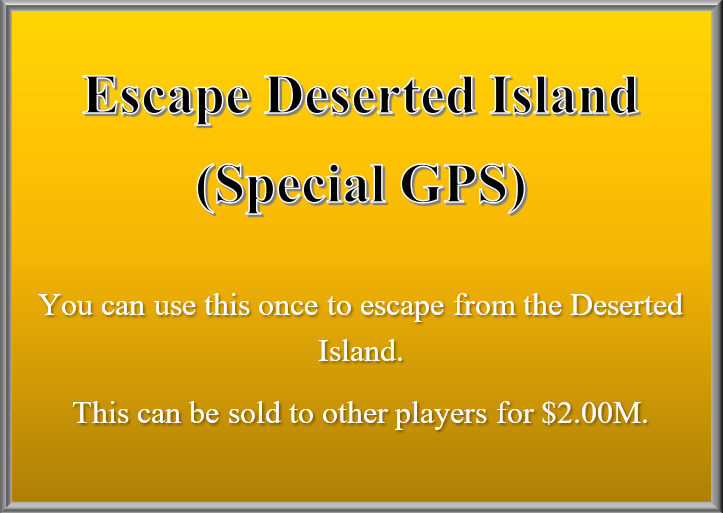 Escape Deserted Island
(Special GPS)
You can use this once to escape from the Deserted
Island.
This can be sold to other players for $2.00M.